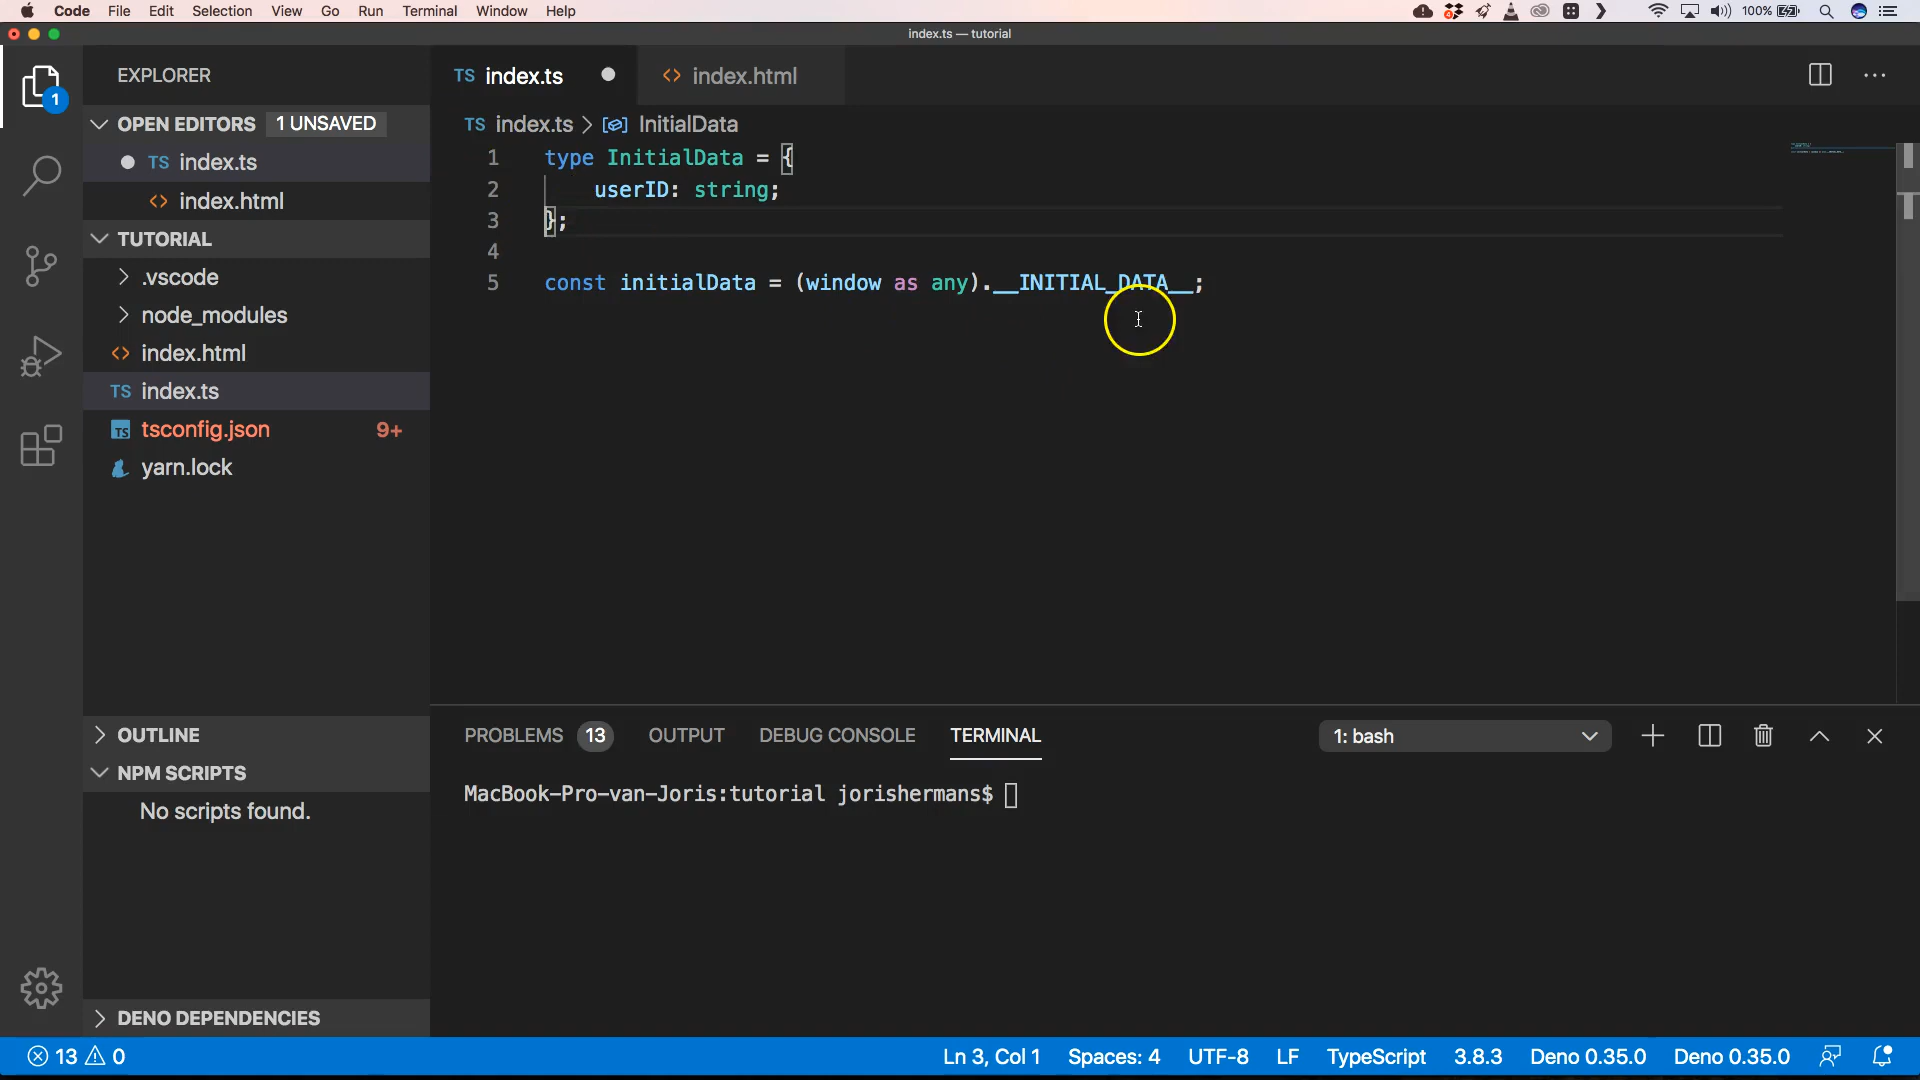 Code File Edit Selection View Go Run Terminal Window Help 100%
index.ts — tutorial
EXPLORER
TS index.ts
index.html
OPEN EDITORS 1 UNSAVED
TS index.ts > InitialData
TS index.ts
index.html
TUTORIAL
.vscode
node_modules
index.html
TS index.ts
TS tsconfig.json 9+
yarn.lock
1 type InitialData = {
2 userID: string;
3 };
4
5 const initialData = (window as any).__INITIAL_DATA__;
OUTLINE
NPM SCRIPTS
No scripts found.
DENO DEPENDENCIES
PROBLEMS 13 OUTPUT DEBUG CONSOLE TERMINAL 1: bash
MacBook-Pro-van-Joris:tutorial jorishermans$
13 0 Ln 3, Col 1 Spaces: 4 UTF-8 LF TypeScript 3.8.3 Deno 0.35.0 Deno 0.35.0